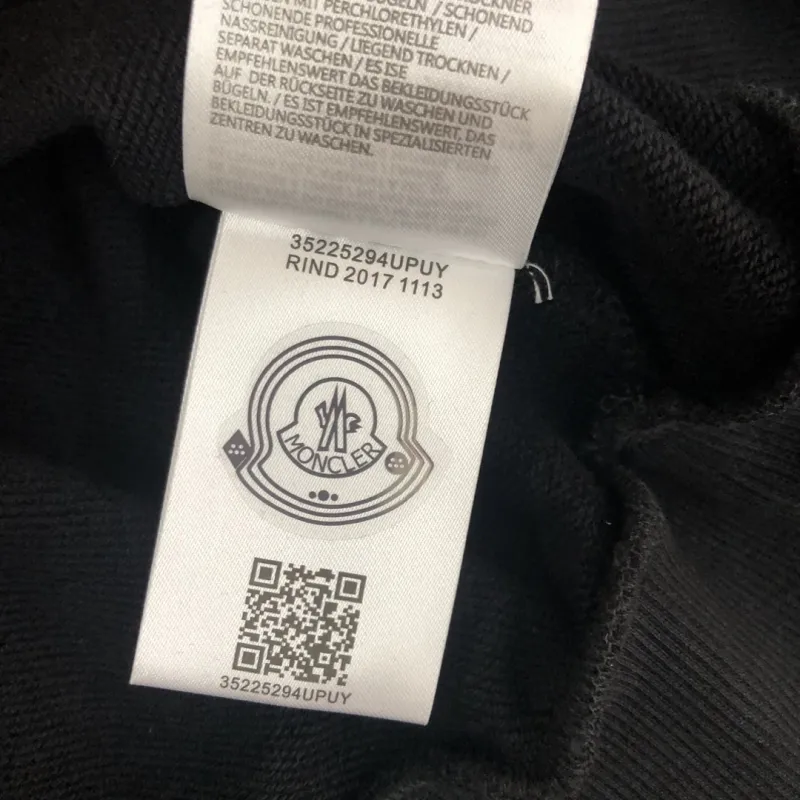 BÜGELN / SCHONEND
MIT PERCHLORETHYLEN /
SCHONENDE PROFESSIONELLE
NASSREINIGUNG / LIEGEND TROCKNEN /
SEPARAT WASCHEN / ES ISE
EMPFEHLENSWERT DAS BEKLEIDUNGSSTÜCK
AUF DER RÜCKSEITE ZU WASCHEN UND
BÜGELN. / ES IST EMPFEHLENSWERT. DAS
BEKLEIDUNGSSTÜCK IN SPEZIALISIERTEN
ZENTREN ZU WASCHEN.
35225294UPUY
RIND 2017 1113
MONCLER
35225294UPUY